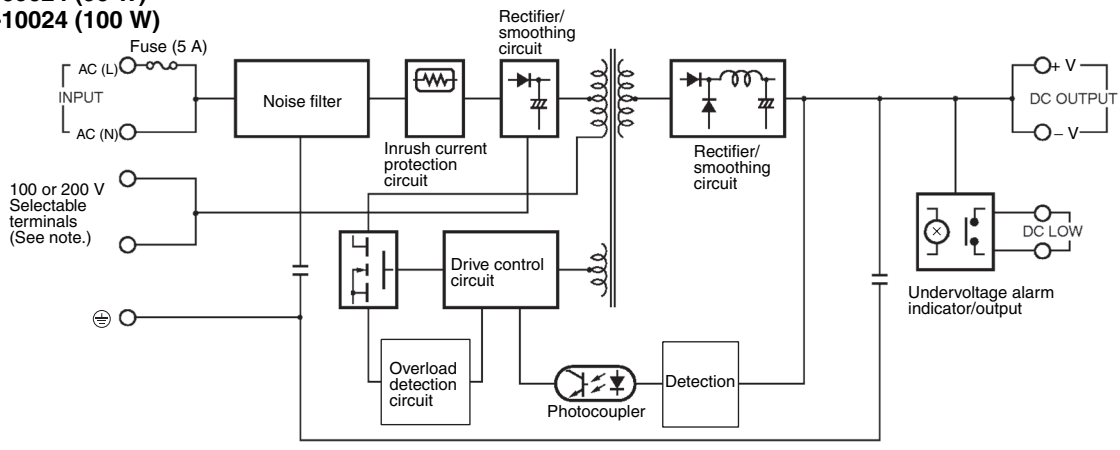 -10024 (100 W)
Fuse (5 A)
AC (L)
INPUT
AC (N)
Noise filter
Inrush current
protection
circuit
Rectifier/
smoothing
circuit
Rectifier/
smoothing
circuit
+ V
DC OUTPUT
− V
100 or 200 V
Selectable
terminals
(See note.)
Drive control
circuit
DC LOW
Undervoltage alarm
indicator/output
Overload
detection
circuit
Photocoupler
Detection